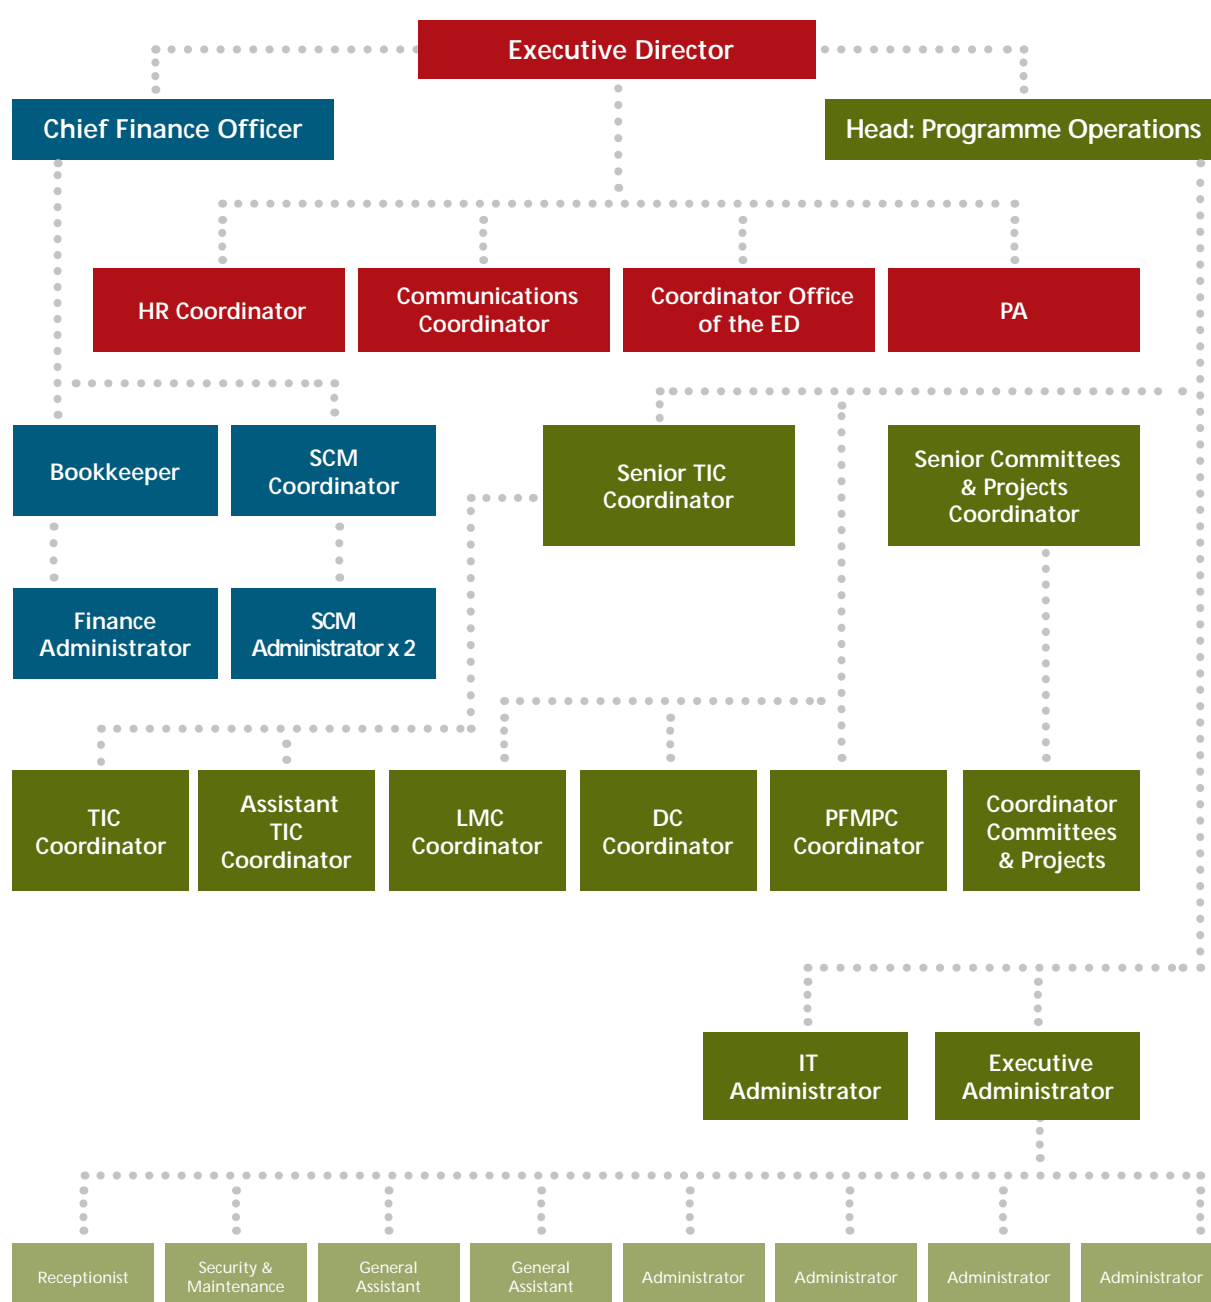 Executive Director
Chief Finance Officer
Head: Programme Operations
HR Coordinator
Communications
Coordinator
Coordinator Office
of the ED
PA
Bookkeeper
SCM
Coordinator
Senior TIC
Coordinator
Senior Committees
& Projects
Coordinator
Finance
Administrator
SCM
Administrator x 2
TIC
Coordinator
Assistant
TIC
Coordinator
LMC
Coordinator
DC
Coordinator
PFMPC
Coordinator
Coordinator
Committees
& Projects
IT
Administrator
Executive
Administrator
Receptionist
Security &
Maintenance
General
Assistant
General
Assistant
Administrator
Administrator
Administrator
Administrator